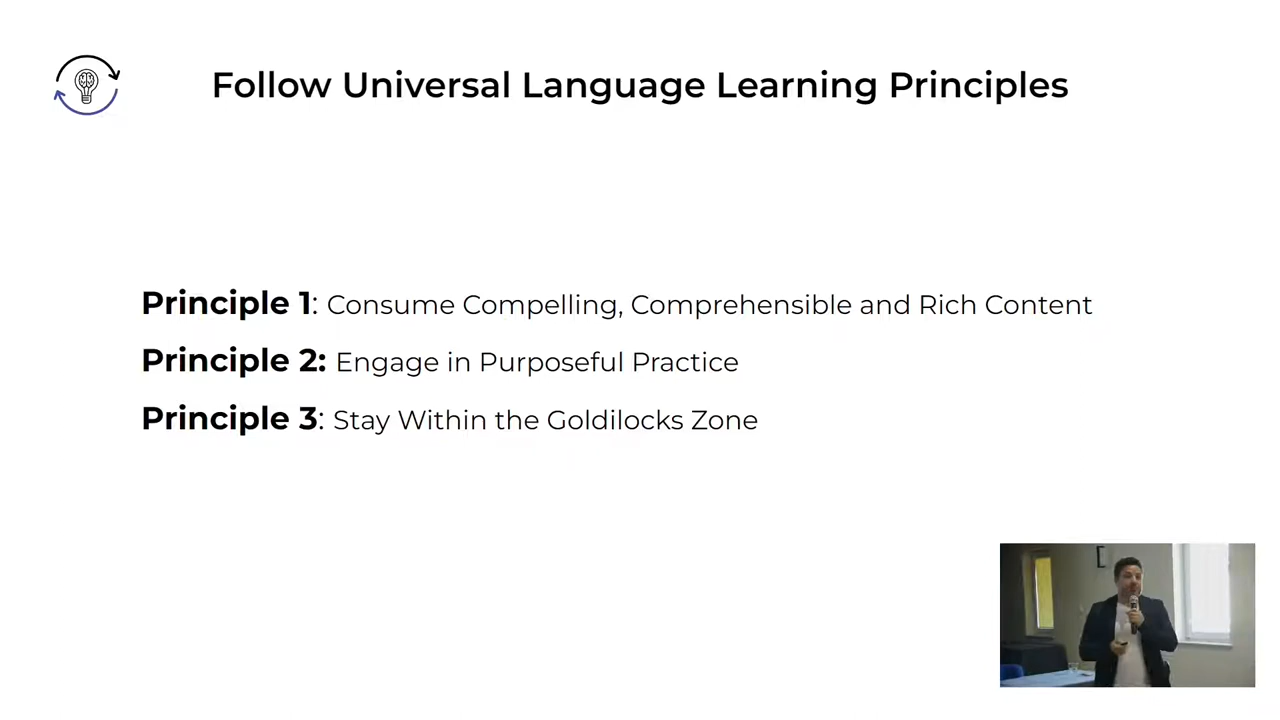 Follow Universal Language Learning Principles
Principle 1: Consume Compelling, Comprehensible and Rich Content
Principle 2: Engage in Purposeful Practice
Principle 3: Stay Within the Goldilocks Zone